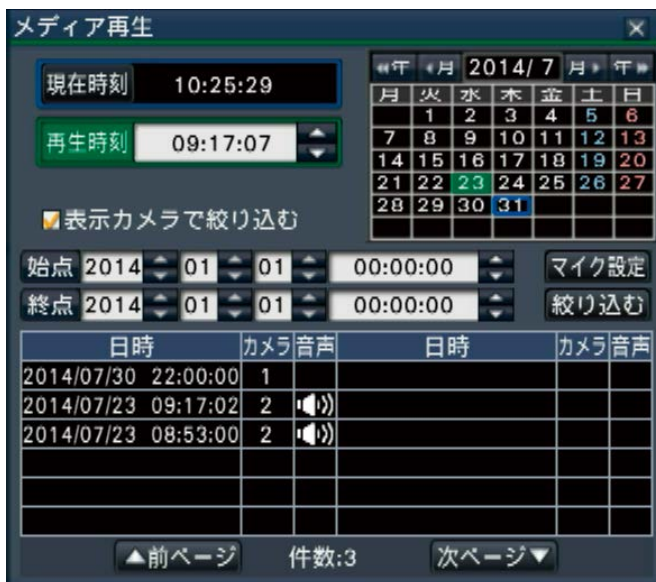 メディア再生
現在時刻 10:25:29
再生時刻 09:17:07
表示カメラで絞り込む
年 月 2014/ 7 月 年
月 火 水 木 金 土 日
1 2 3 4 5 6
7 8 9 10 11 12 13
14 15 16 17 18 19 20
21 22 23 24 25 26 27
28 29 30 31
始点 2014 01 01 00:00:00 マイク設定
終点 2014 01 01 00:00:00 絞り込む
日時 カメラ 音声 日時 カメラ 音声
2014/07/30 22:00:00 1
2014/07/23 09:17:02 2
2014/07/23 08:53:00 2
▲前ページ 件数:3 次ページ▼